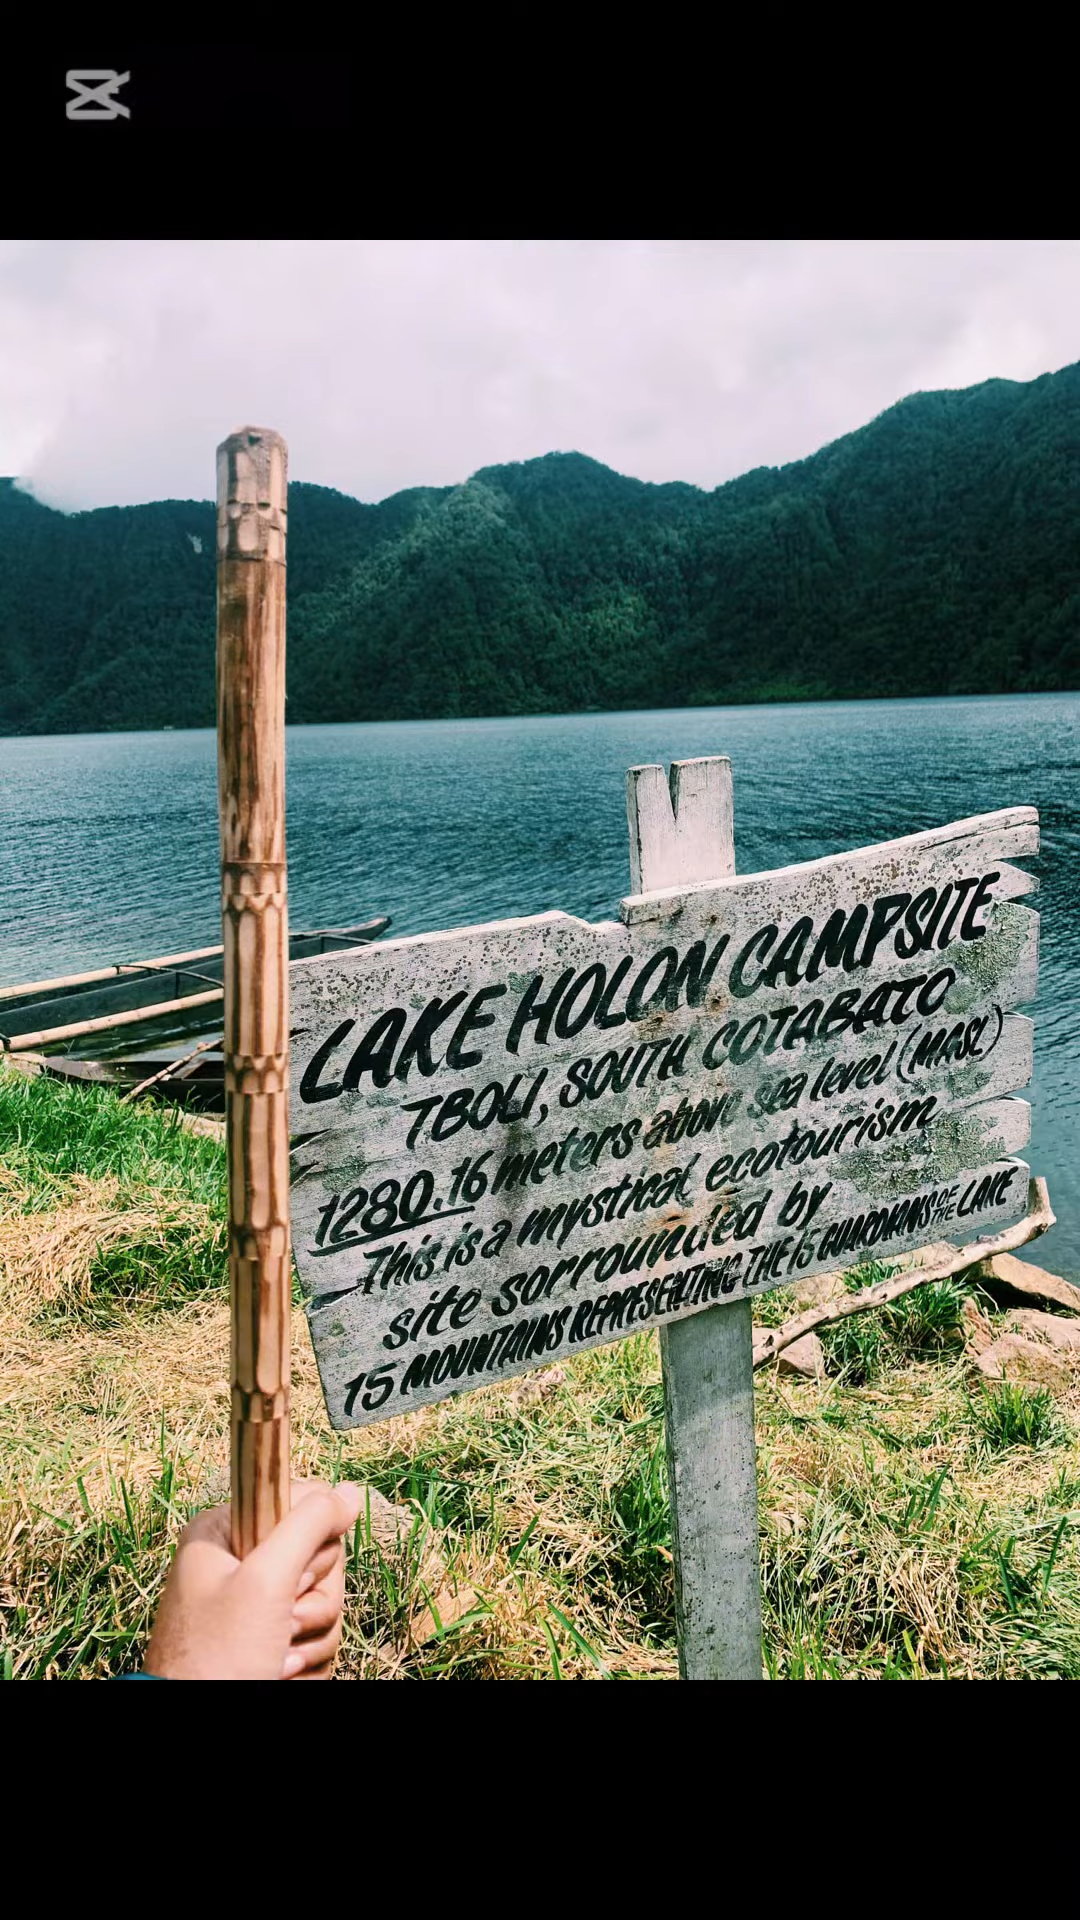 LAKE HOLON CAMPSITE
TBOLI, SOUTH COTABATO
1280.16 meters above sea level (MASL)
This is a mystical ecotourism
site sorrounded by
15 MOUNTAINS REPRESENTING THE 15 GUARDIANS OF THE LAKE